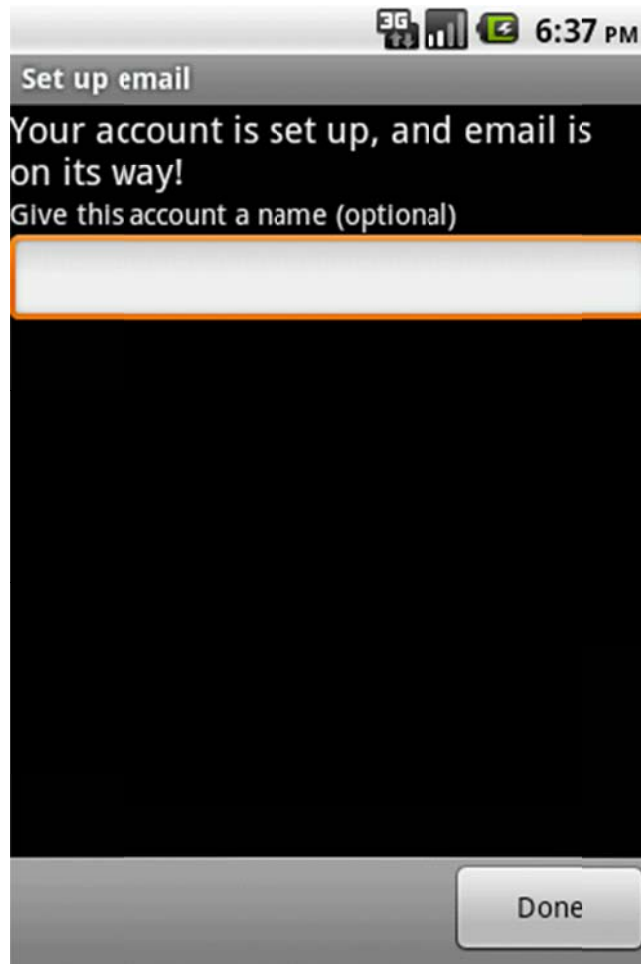 3G 6:37 PM
Set up email
Your account is set up, and email is
on its way!
Give this account a name (optional)
Done